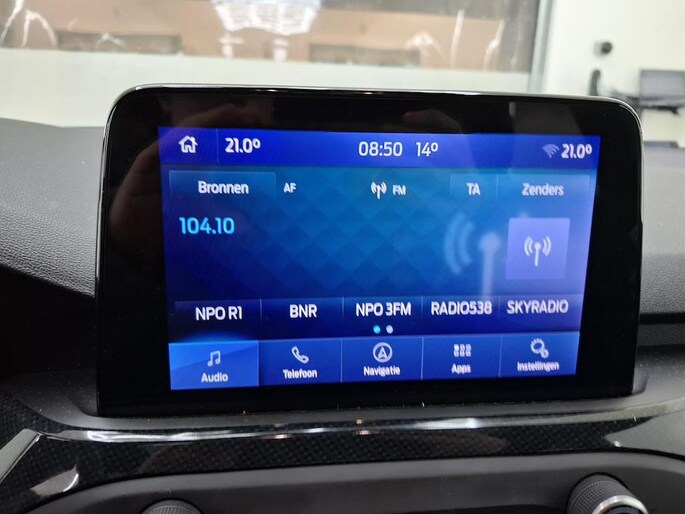 21.0° 08:50 14° 21.0°
Bronnen AF FM TA Zenders
104.10
NPO R1 BNR NPO 3FM RADIO538 SKYRADIO
Audio Telefoon Navigatie Apps Instellingen